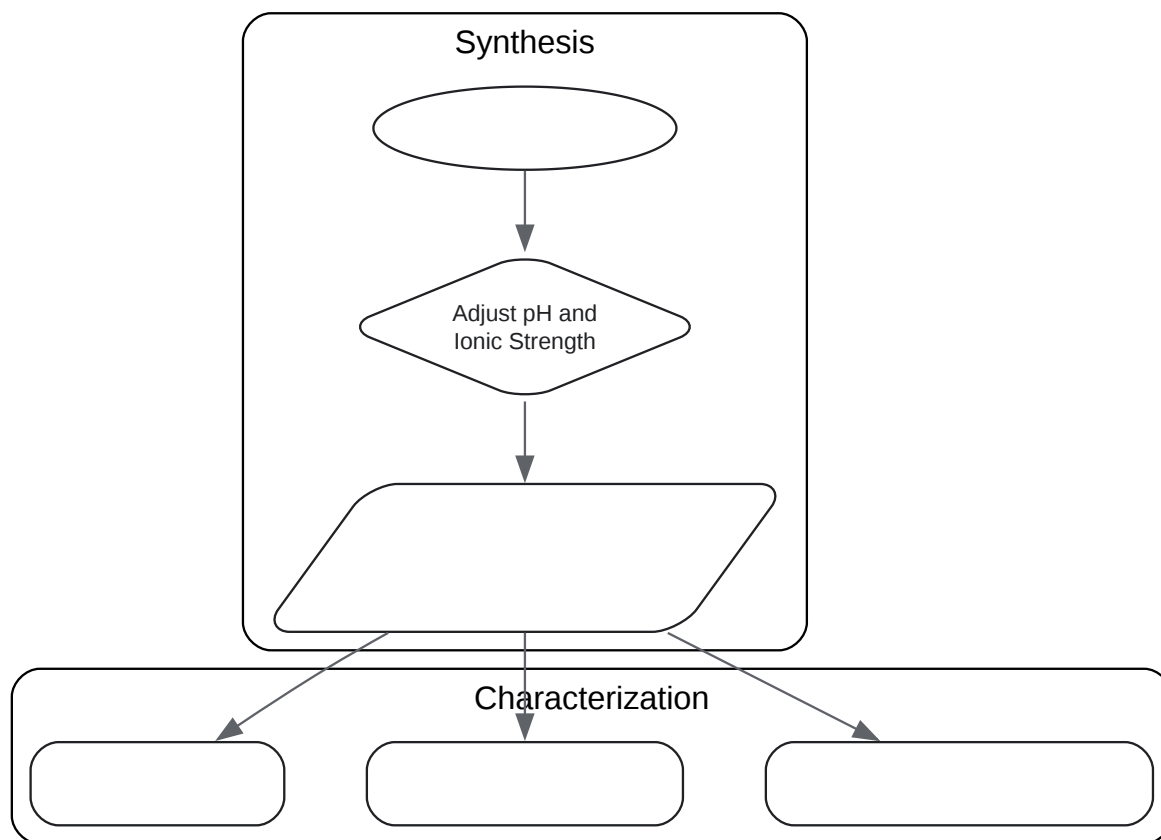 Synthesis
Adjust pH and
Ionic Strength
Characterization